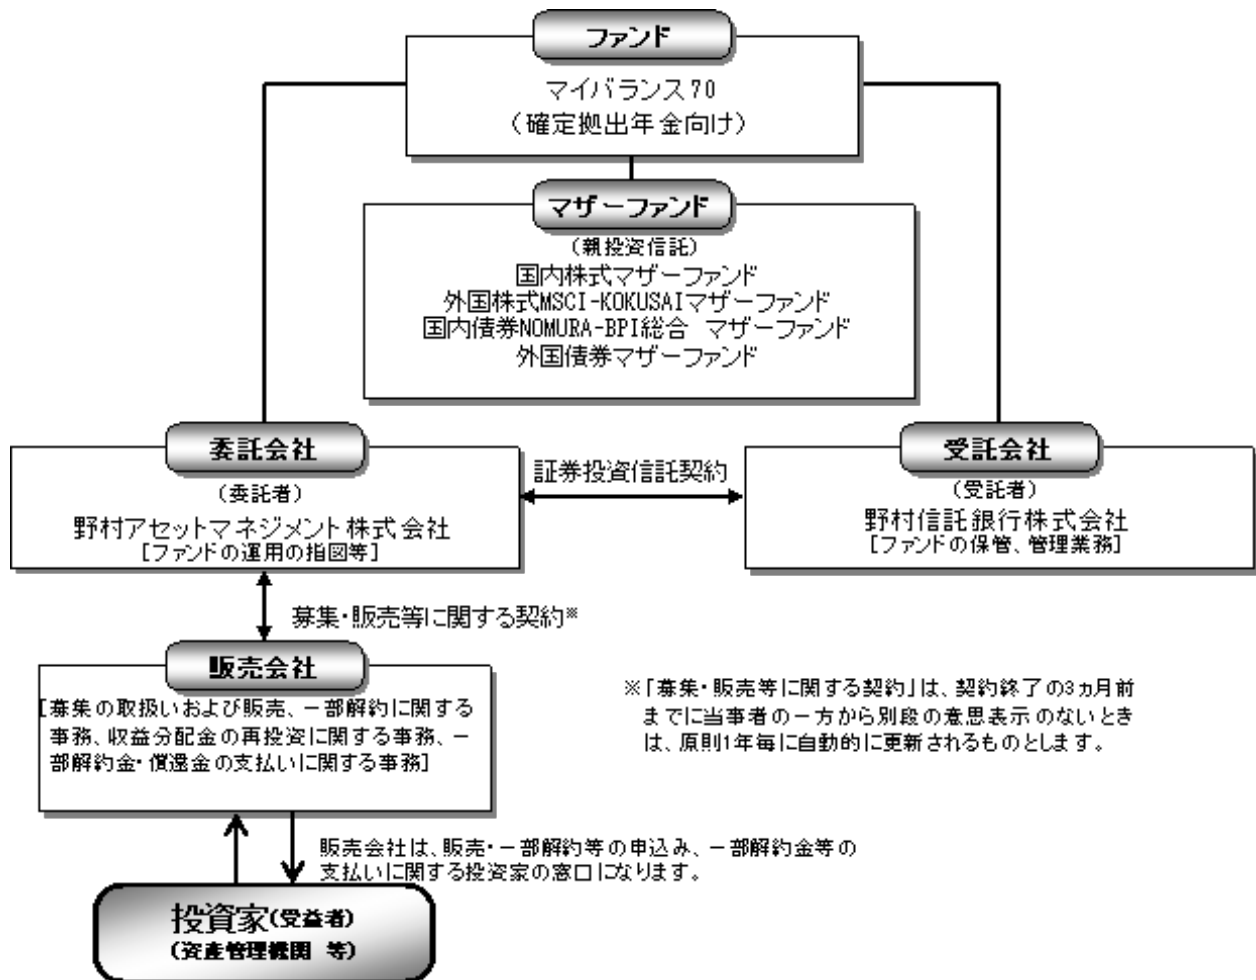 ファンド
マイバランス70
(確定拠出年金向け)
マザーファンド
(親投資信託)
国内株式マザーファンド
外国株式MSCI-KOKUSAIマザーファンド
国内債券NOMURA-BPI総合 マザーファンド
外国債券マザーファンド
委託会社
(委託者)
野村アセットマネジメント株式会社
[ファンドの運用の指図等]
証券投資信託契約
受託会社
(受託者)
野村信託銀行株式会社
[ファンドの保管、管理業務]
募集・販売等に関する契約※
販売会社
[募集の取扱いおよび販売、一部解約に関する
事務、収益分配金の再投資に関する事務、一
部解約金・償還金の支払いに関する事務]
※「募集・販売等に関する契約」は、契約終了の3ヵ月前
までに当事者の一方から別段の意思表示のないとき
は、原則1年毎に自動的に更新されるものとします。
販売会社は、販売・一部解約等の申込み、一部解約金等の
支払いに関する投資家の窓口になります。
投資家(受益者)
(資産管理機関 等)